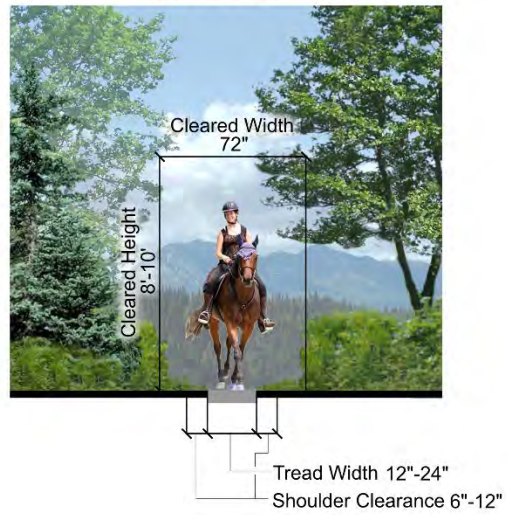 Cleared Width
72"
Cleared Height
8'-10'
Tread Width 12"-24"
Shoulder Clearance 6"-12"